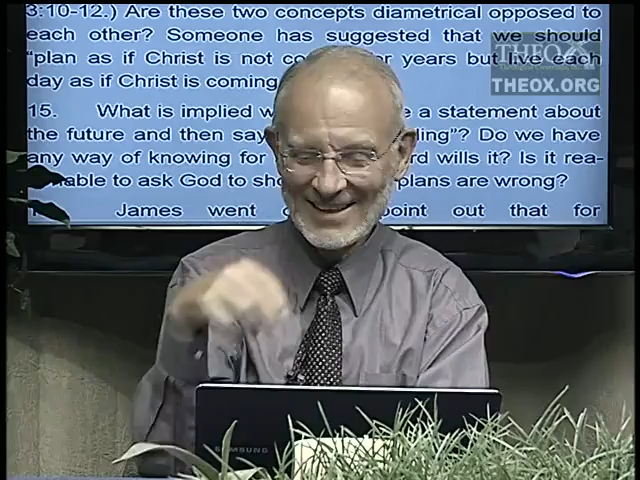 3:10-12.) Are these two concepts diametrical opposed to
each other? Someone has suggested that we should
"plan as if Christ is not co or years but live each
day as if Christ is coming
15. What is implied w e a statement about
the future and then say ling"? Do we have
any way of knowing for rd wills it? Is it rea-
able to ask God to sho plans are wrong?
James went point out that for
THEOX
THEOX.ORG
SAMSUNG